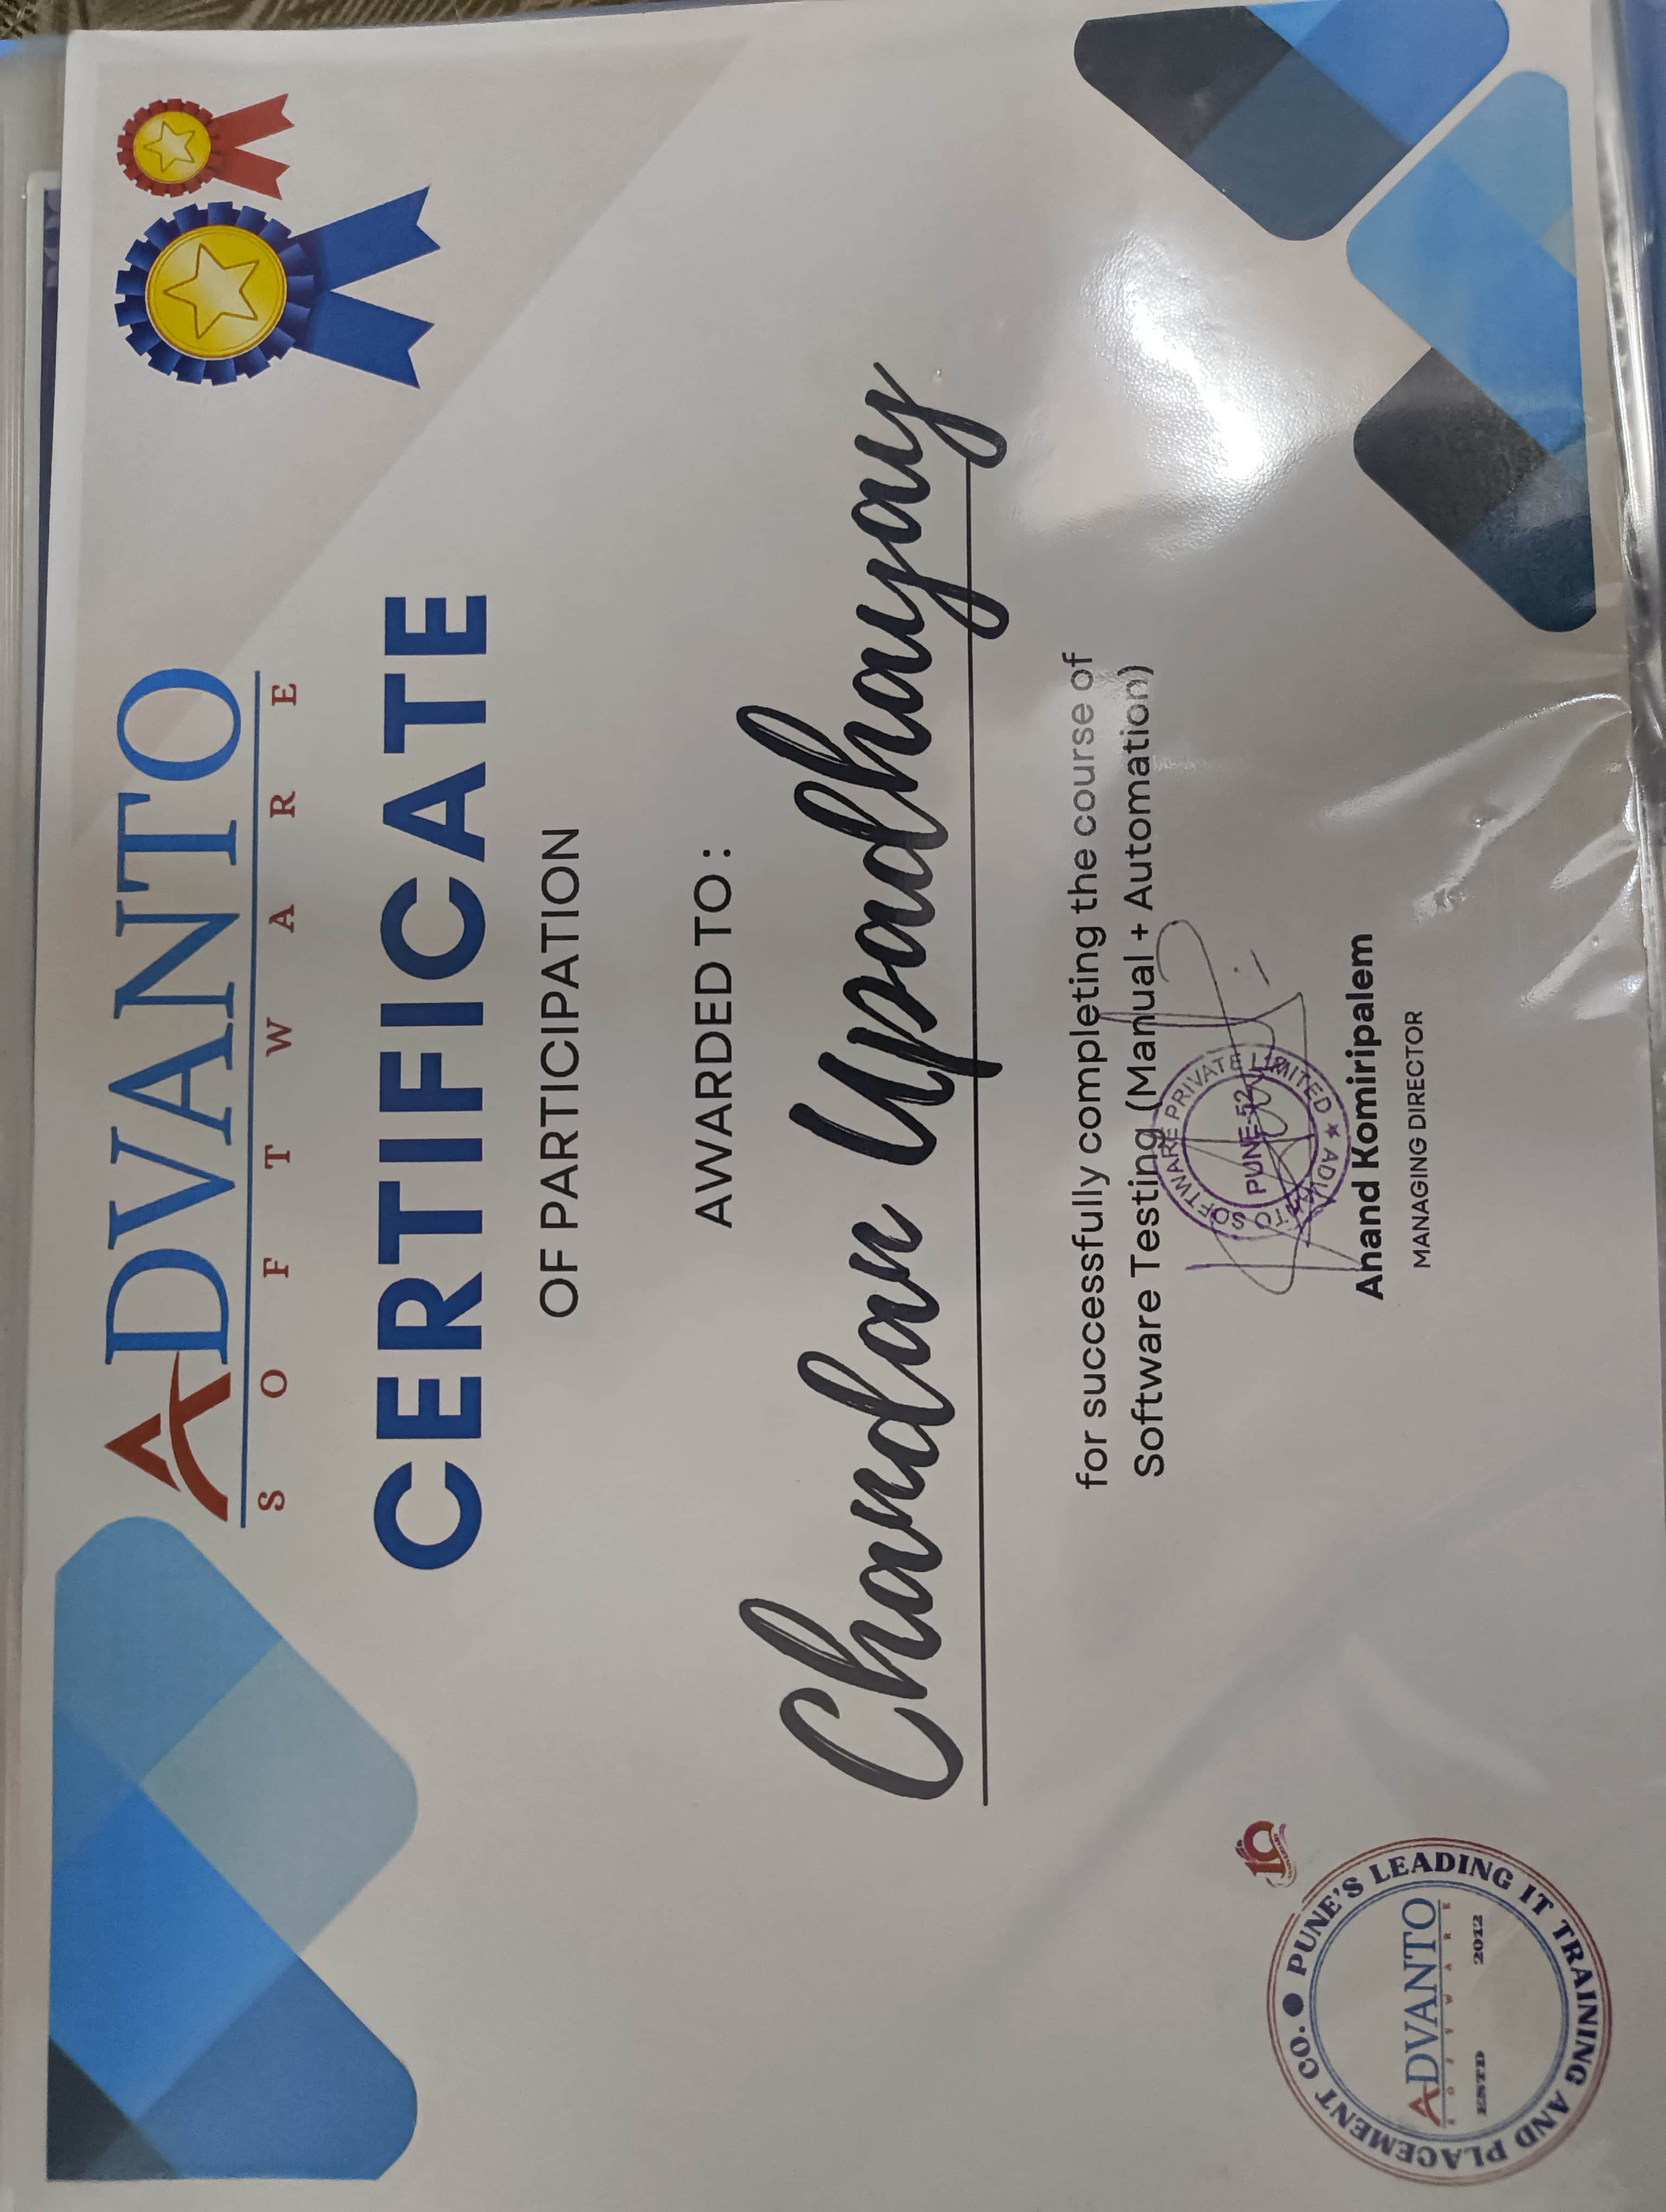 ADVANTO
SOFTWARE
CERTIFICATE
OF PARTICIPATION
AWARDED TO :
Chandan Upadhayay
for successfully completing the course of
Software Testing (Manual + Automation)
ADVANTO SOFTWARE PRIVATE LIMITED ★
PUNE-52
Anand Komiripalem
MANAGING DIRECTOR
10
PUNE'S LEADING IT TRAINING AND PLACEMENT CO. ●
ADVANTO
SOFTWARE
ESTD 2012